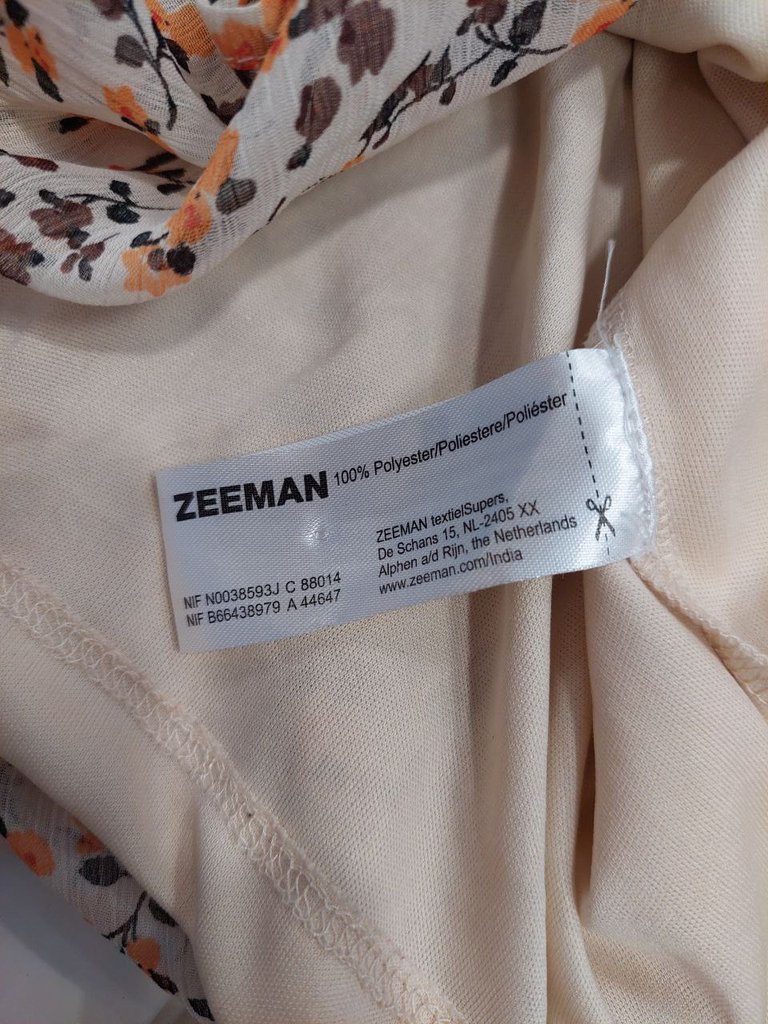 ZEEMAN 100% Polyester/Poliestere/Poliéster
ZEEMAN textielSupers,
De Schans 15, NL-2405 XX
Alphen a/d Rijn, the Netherlands
www.zeeman.com/India
NIF N0038593J C 88014
NIF B66438979 A 44647